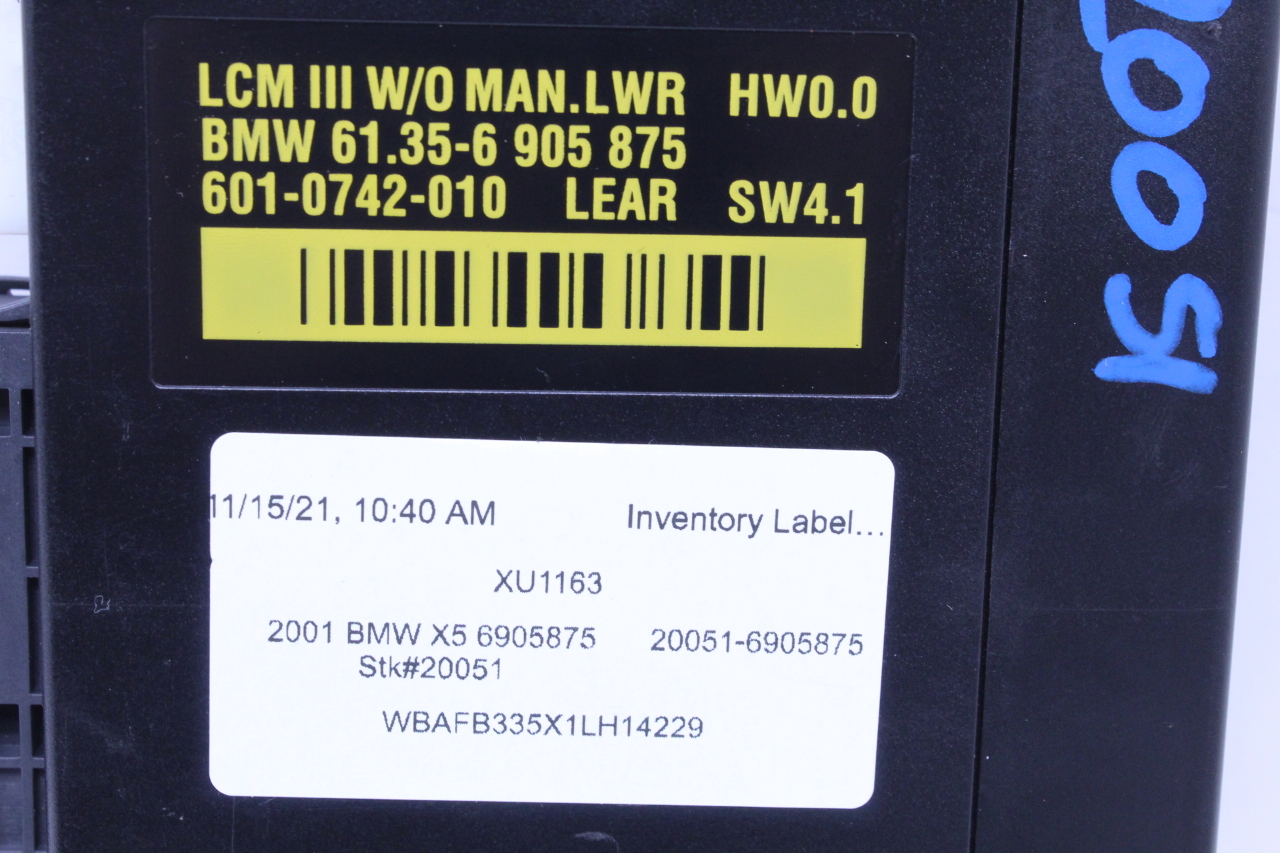 LCM III W/O MAN.LWR HW0.0
BMW 61.35-6 905 875
601-0742-010 LEAR SW4.1
11/15/21, 10:40 AM Inventory Label...
XU1163
2001 BMW X5 6905875 20051-6905875
Stk#20051
WBAFB335X1LH14229
20051